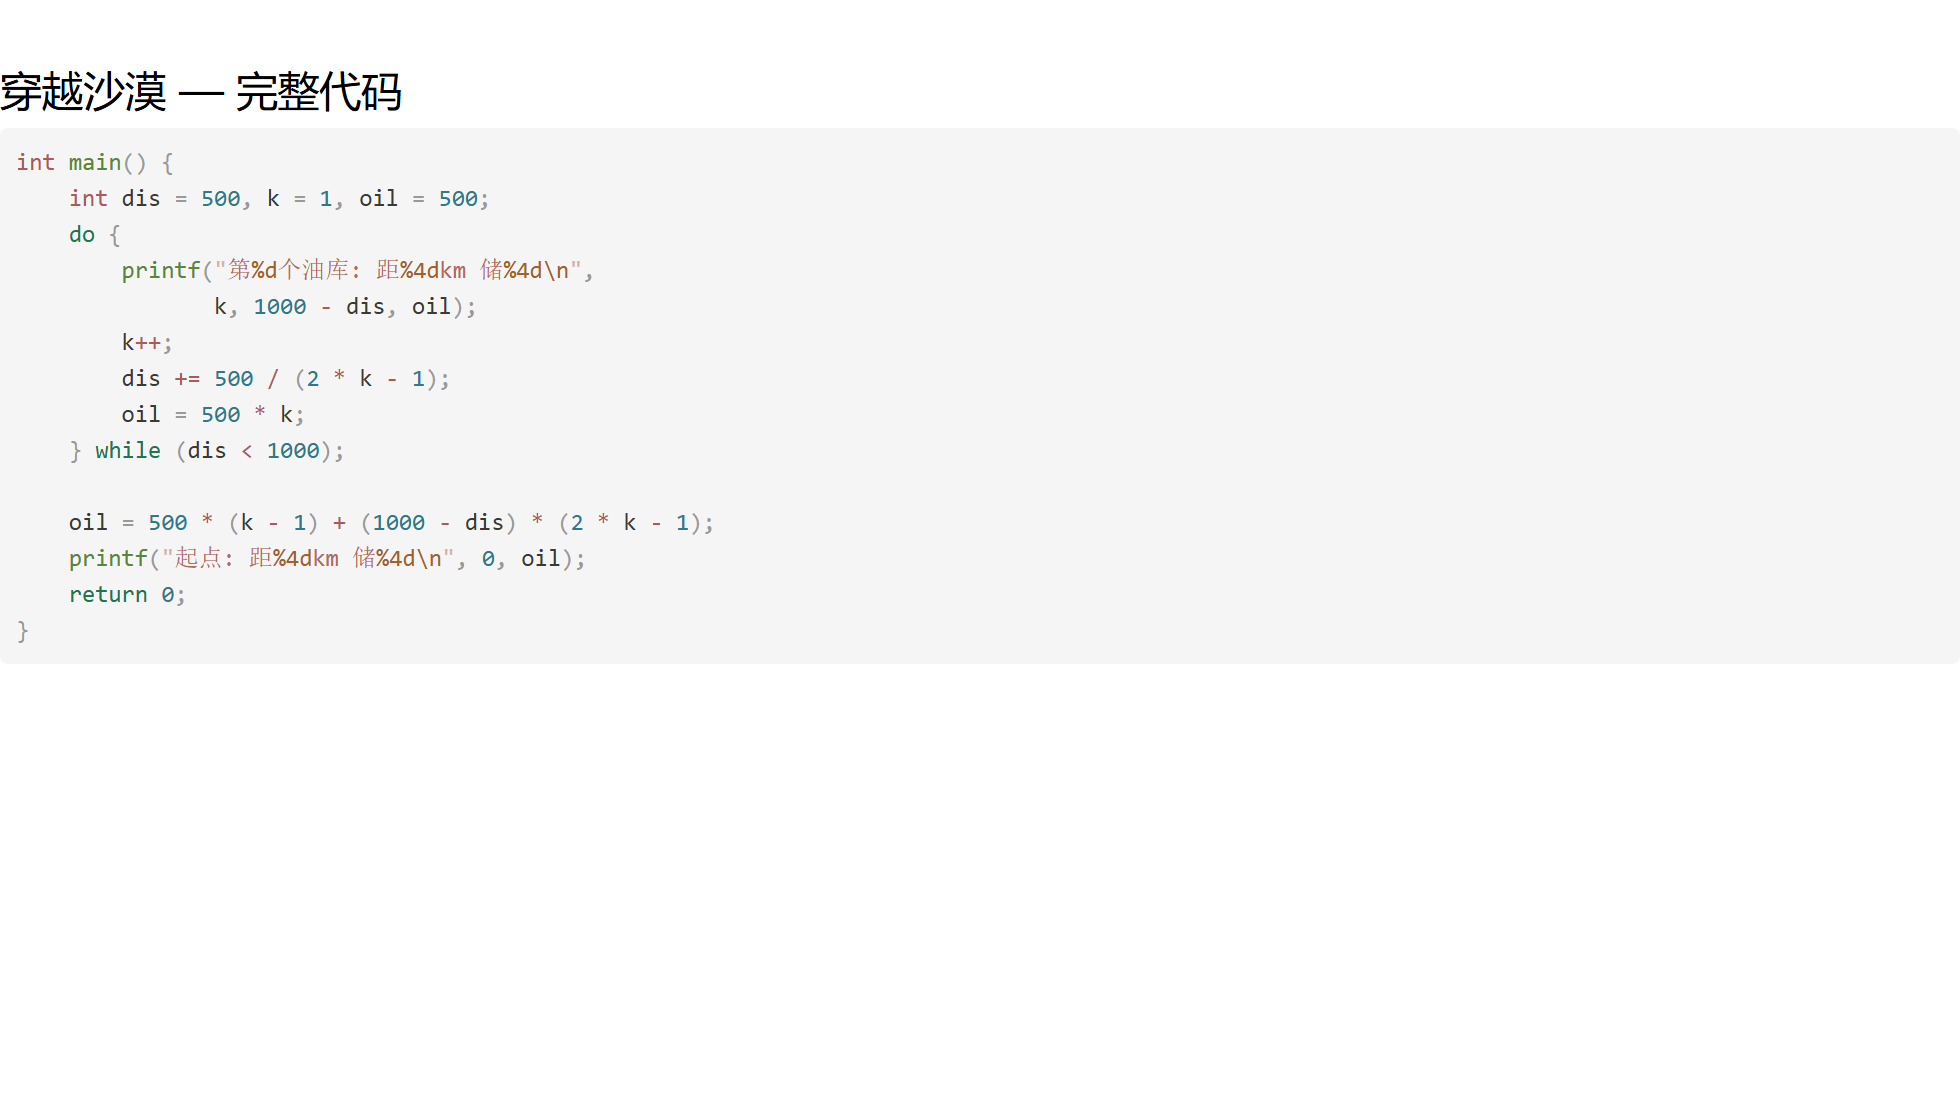 穿越沙漠 — 完整代码
int main() {
    int dis = 500, k = 1, oil = 500;
    do {
        printf("第%d个油库: 距%4dkm 储%4d\n",
               k, 1000 - dis, oil);
        k++;
        dis += 500 / (2 * k - 1);
        oil = 500 * k;
    } while (dis < 1000);

    oil = 500 * (k - 1) + (1000 - dis) * (2 * k - 1);
    printf("起点: 距%4dkm 储%4d\n", 0, oil);
    return 0;
}